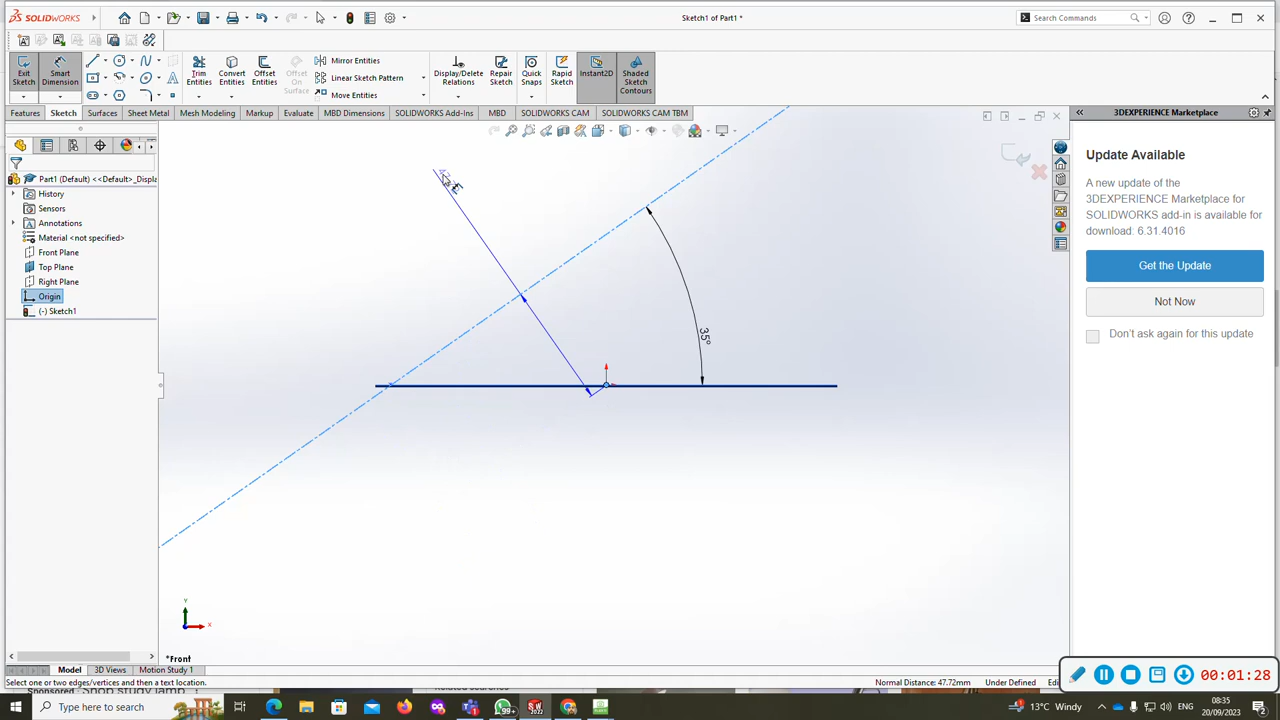 SOLIDWORKS
Sketch1 of Part1 *
Search Commands
Exit Sketch
Smart Dimension
Trim Entities
Convert Entities
Offset Entities
Offset On Surface
Mirror Entities
Linear Sketch Pattern
Move Entities
Display/Delete Relations
Repair Sketch
Quick Snaps
Rapid Sketch
Instant2D
Shaded Sketch Contours
Features
Sketch
Surfaces
Sheet Metal
Mesh Modeling
Markup
Evaluate
MBD Dimensions
SOLIDWORKS Add-Ins
MBD
SOLIDWORKS CAM
SOLIDWORKS CAM TBM
3DEXPERIENCE Marketplace
Update Available
A new update of the
3DEXPERIENCE Marketplace for
SOLIDWORKS add-in is available for
download: 6.31.4016
Get the Update
Not Now
Don't ask again for this update
Part1 (Default) <<Default>_Displa
History
Sensors
Annotations
Material <not specified>
Front Plane
Top Plane
Right Plane
Origin
(-) Sketch1
35°
Y
X
*Front
Model
3D Views
Motion Study 1
Select one or two edges/vertices and then a text location.
Normal Distance: 47.72mm
Under Defined
00:01:28
Type here to search
99+
2022
13°C Windy
ENG
08:35
20/09/2023
2